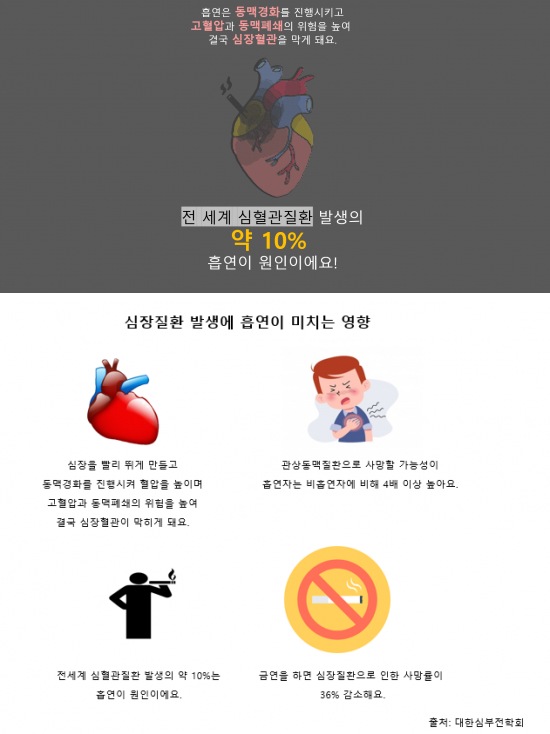 흡연은 동맥경화를 진행시키고
고혈압과 동맥폐쇄의 위험을 높여
결국 심장혈관을 막게 돼요.
전 세계 심혈관질환 발생의
약 10%
흡연이 원인이에요!
심장질환 발생에 흡연이 미치는 영향
심장을 빨리 뛰게 만들고
동맥경화를 진행시켜 혈압을 높이며
고혈압과 동맥폐쇄의 위험을 높여
결국 심장혈관이 막히게 돼요.
관상동맥질환으로 사망할 가능성이
흡연자는 비흡연자에 비해 4배 이상 높아요.
전세계 심혈관질환 발생의 약 10%는
흡연이 원인이에요.
금연을 하면 심장질환으로 인한 사망률이
36% 감소해요.
출처: 대한심부전학회